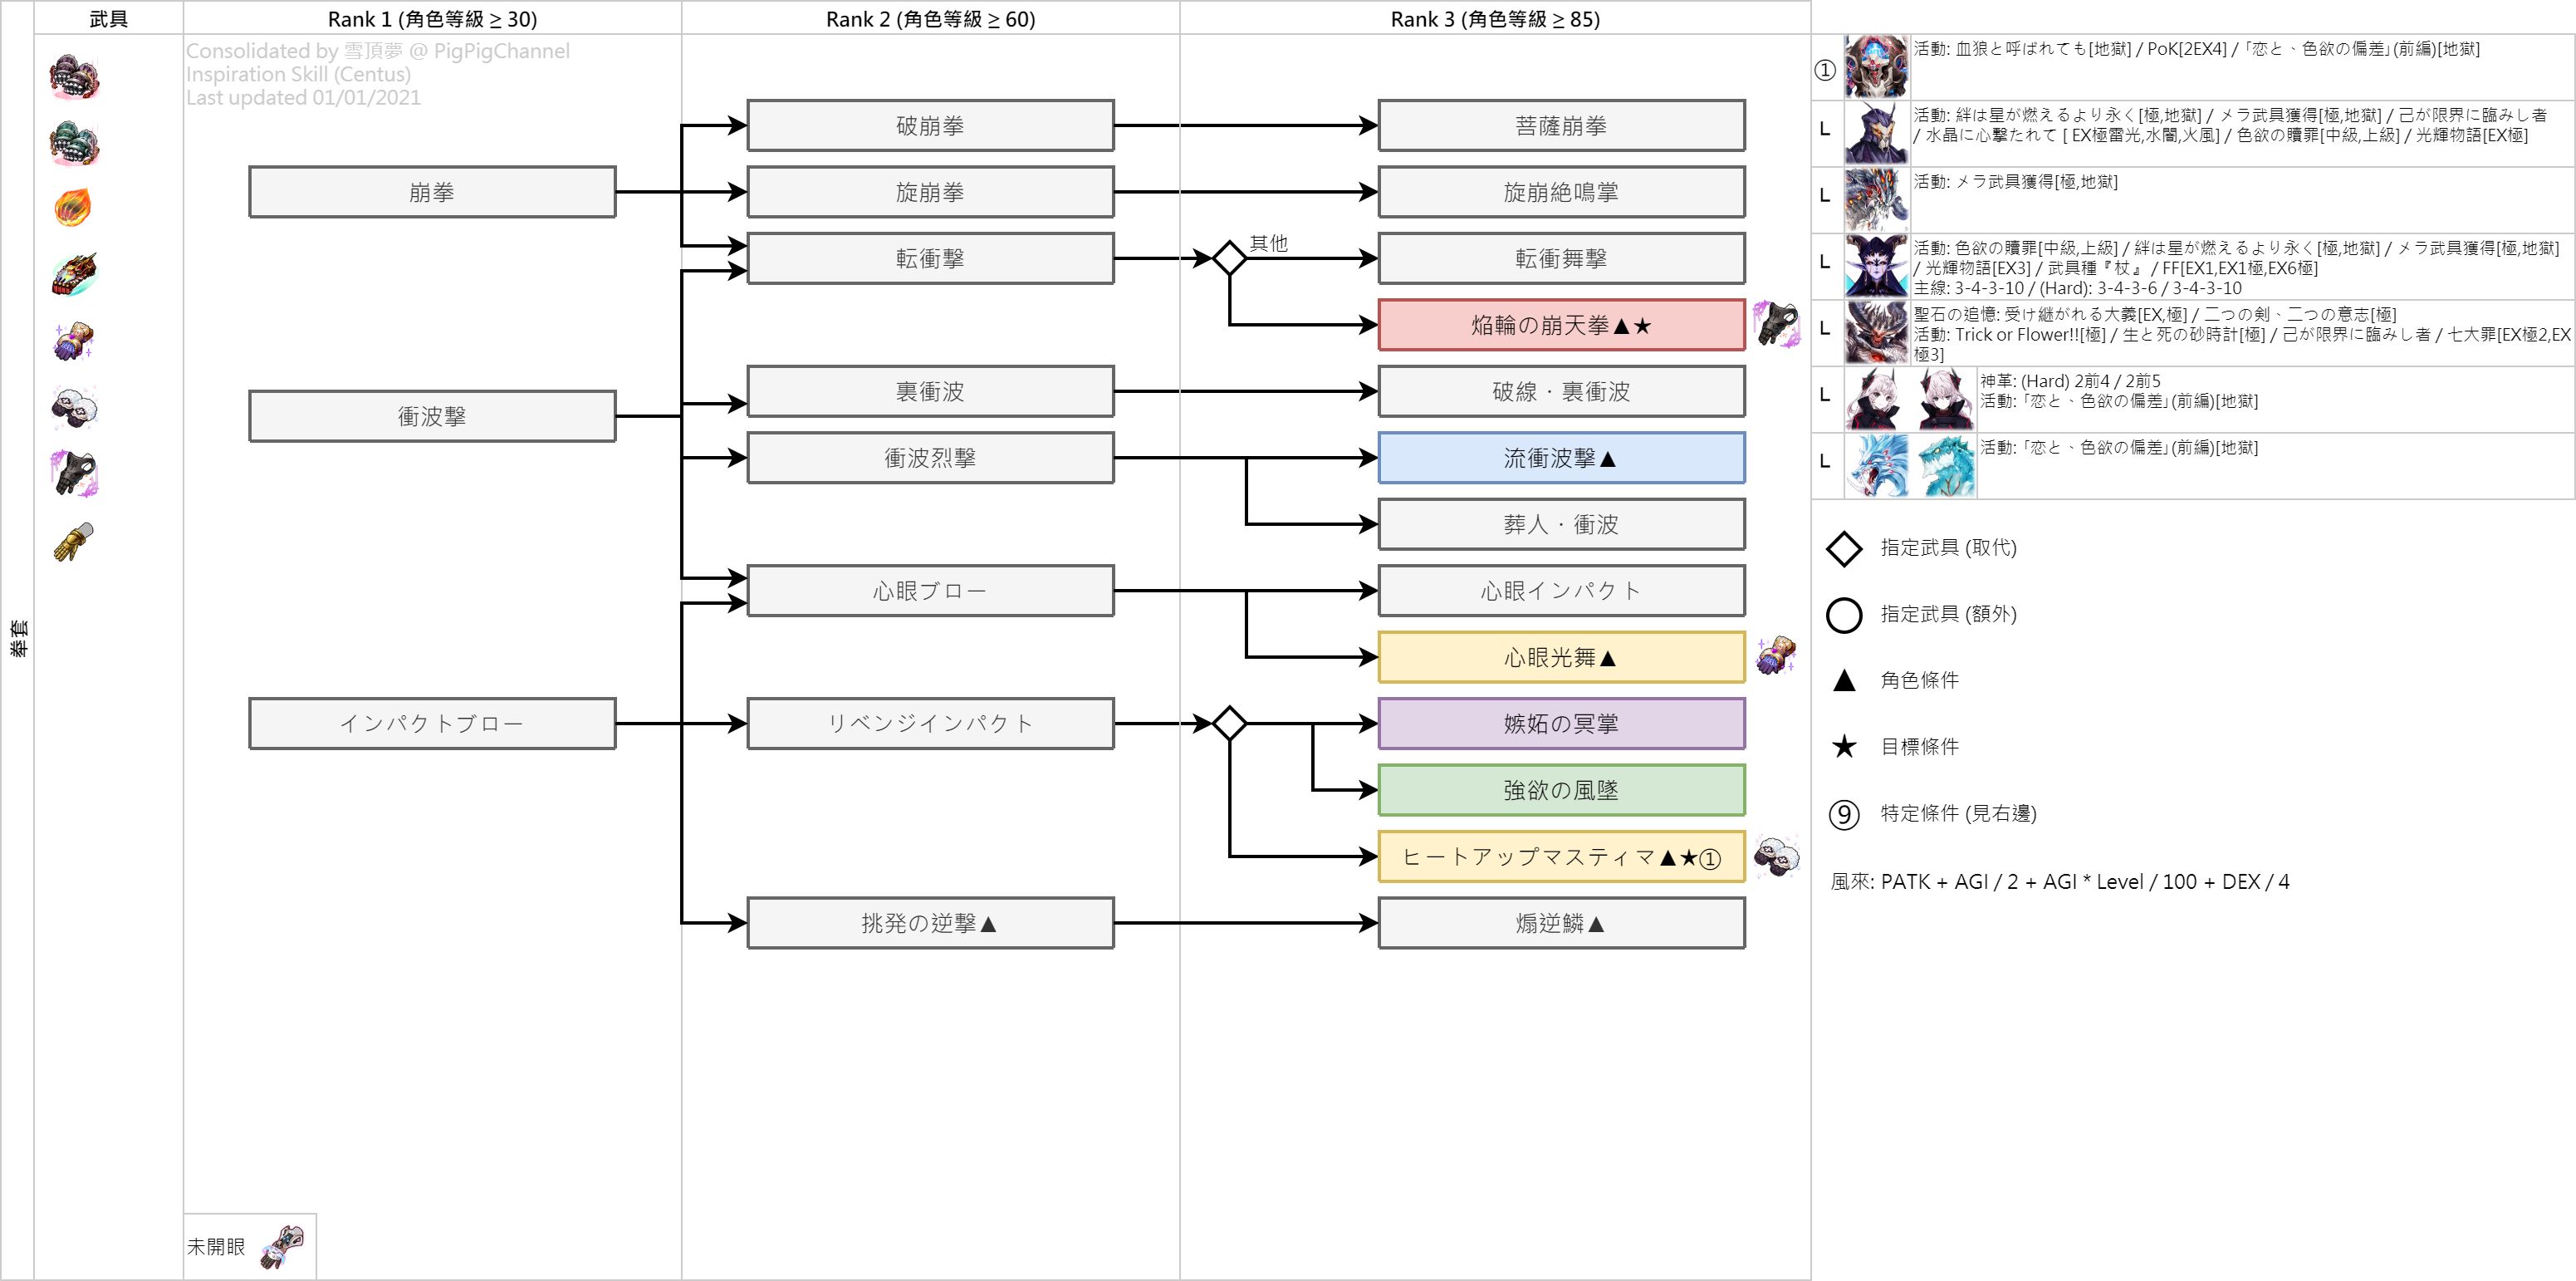 武具
Rank 1 (角色等級 ≥ 30)
Rank 2 (角色等級 ≥ 60)
Rank 3 (角色等級 ≥ 85)
Consolidated by 雪頂夢 @ PigPigChannel
Inspiration Skill (Centus)
Last updated 01/01/2021
拳套
崩拳
衝波撃
インパクトブロー
破崩拳
旋崩拳
転衝撃
裏衝波
衝波烈撃
心眼ブロー
リベンジインパクト
挑発の逆撃▲
其他
菩薩崩拳
旋崩絶鳴掌
転衝舞撃
焔輪の崩天拳▲★
破線・裏衝波
流衝波撃▲
葬人・衝波
心眼インパクト
心眼光舞▲
嫉妬の冥掌
強欲の風墜
ヒートアップマスティマ▲★①
煽逆鱗▲
未開眼
①
活動: 血狼と呼ばれても[地獄] / PoK[2EX4] / 「恋と、色欲の偏差」(前編)[地獄]
L
活動: 絆は星が燃えるより永く[極,地獄] / メラ武具獲得[極,地獄] / 己が限界に臨みし者
/ 水晶に心撃たれて [ EX極雷光,水闇,火風] / 色欲の贖罪[中級,上級] / 光輝物語[EX極]
L
活動: メラ武具獲得[極,地獄]
L
活動: 色欲の贖罪[中級,上級] / 絆は星が燃えるより永く[極,地獄] / メラ武具獲得[極,地獄]
/ 光輝物語[EX3] / 武具種『杖』 / FF[EX1,EX1極,EX6極]
主線: 3-4-3-10 / (Hard): 3-4-3-6 / 3-4-3-10
L
聖石の追憶: 受け継がれる大義[EX,極] / 二つの剣、二つの意志[極]
活動: Trick or Flower!![極] / 生と死の砂時計[極] / 己が限界に臨みし者 / 七大罪[EX極2,EX
極3]
L
神革: (Hard) 2前4 / 2前5
活動: 「恋と、色欲の偏差」(前編)[地獄]
L
活動: 「恋と、色欲の偏差」(前編)[地獄]
指定武具 (取代)
指定武具 (額外)
▲ 角色條件
★ 目標條件
⑨ 特定條件 (見右邊)
風來: PATK + AGI / 2 + AGI * Level / 100 + DEX / 4